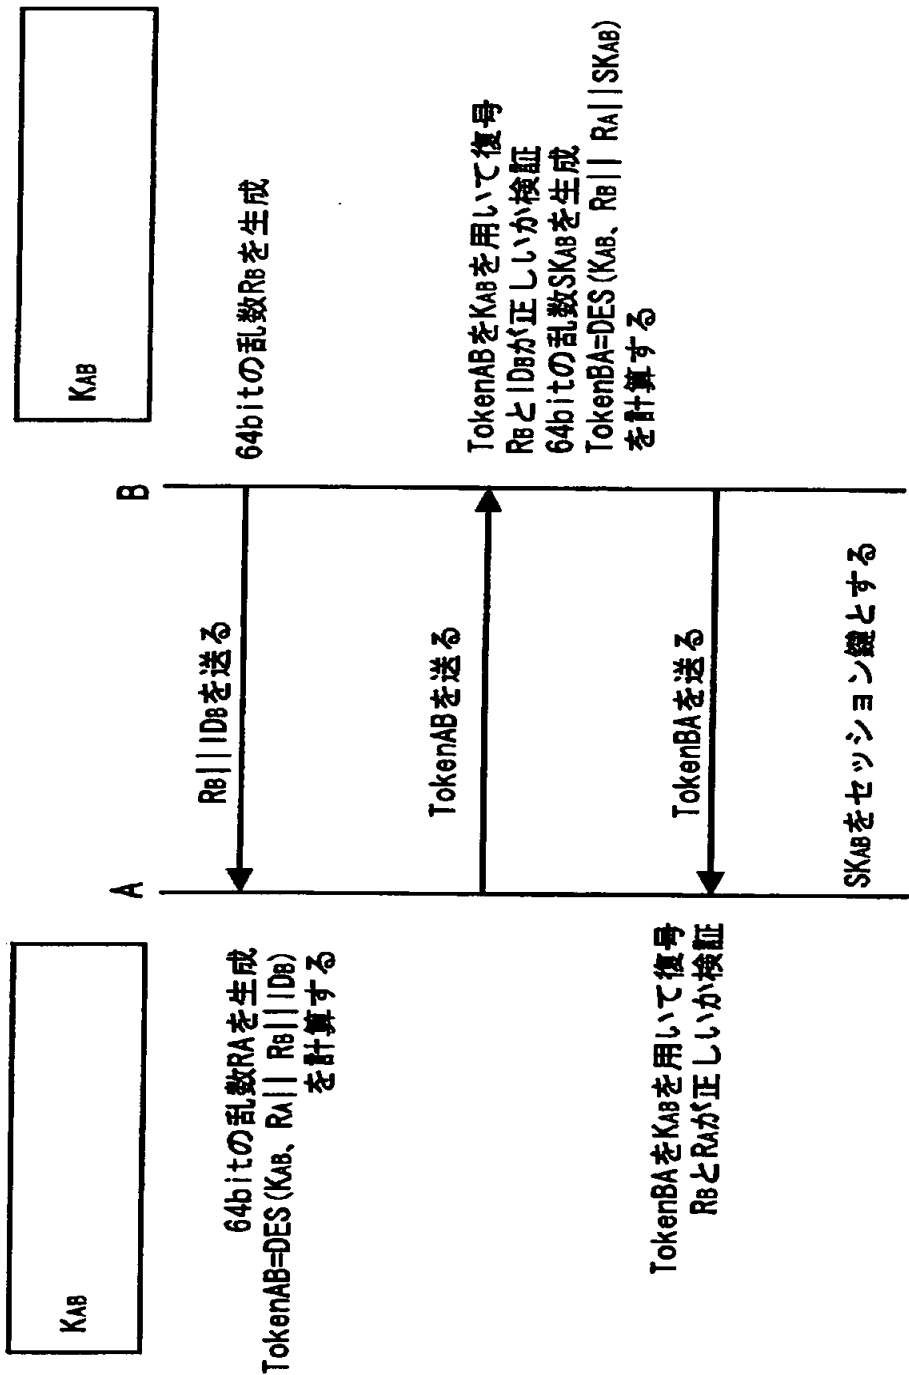 KAB
KAB
A
B
64bitの乱数RBを生成
RB||IDBを送る
64bitの乱数RAを生成
TokenAB=DES(KAB、RA|| RB||IDB)
を計算する
TokenABを送る
TokenABをKABを用いて復号
RBとIDBが正しいか検証
64bitの乱数SKABを生成
TokenBA=DES(KAB、RB|| RA||SKAB)
を計算する
TokenBAを送る
TokenBAをKABを用いて復号
RBとRAが正しいか検証
SKABをセッション鍵とする